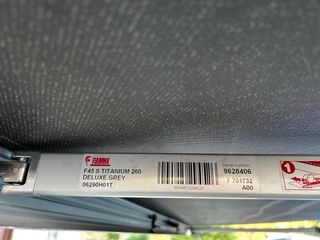 FIAMMA
F45 S TITANIUM 260
DELUXE GREY
06290H01T
Serial number
9628406
F 701732
A00
1